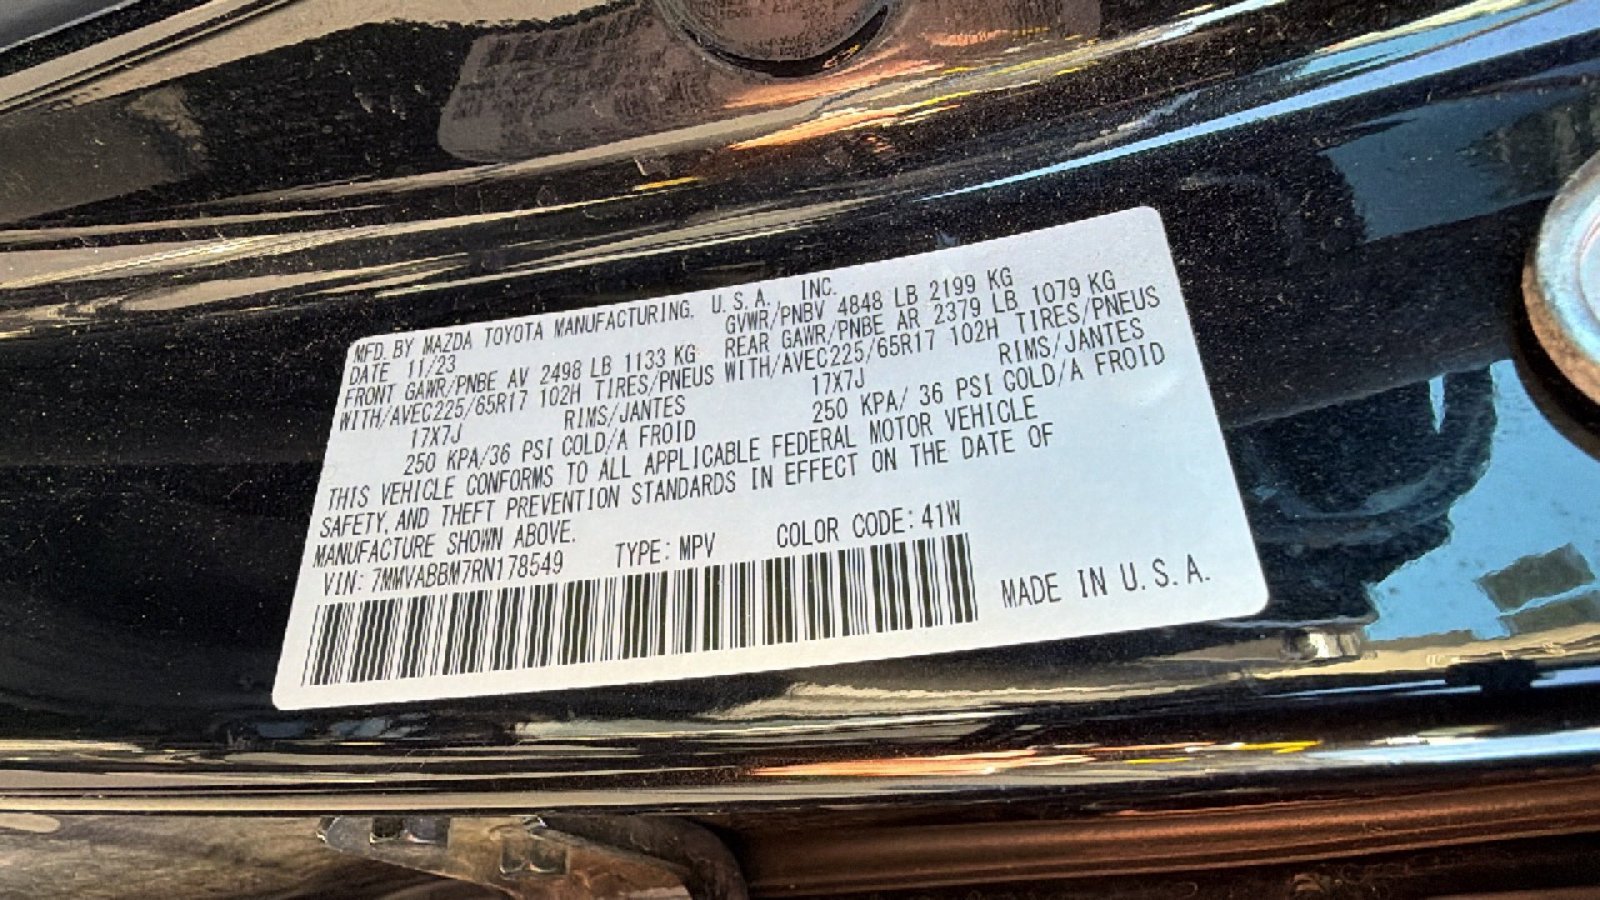 MFD. BY MAZDA TOYOTA MANUFACTURING, U.S.A. INC.
DATE 11/23 GVWR/PNBV 4848 LB 2199 KG
FRONT GAWR/PNBE AV 2498 LB 1133 KG REAR GAWR/PNBE AR 2379 LB 1079 KG
WITH/AVEC225/65R17 102H TIRES/PNEUS WITH/AVEC225/65R17 102H TIRES/PNEUS
RIMS/JANTES RIMS/JANTES
17X7J 17X7J
250 KPA/36 PSI COLD/A FROID 250 KPA/ 36 PSI COLD/A FROID
THIS VEHICLE CONFORMS TO ALL APPLICABLE FEDERAL MOTOR VEHICLE
SAFETY, AND THEFT PREVENTION STANDARDS IN EFFECT ON THE DATE OF
MANUFACTURE SHOWN ABOVE.
VIN: 7MMVABBM7RN178549 TYPE: MPV COLOR CODE: 41W
MADE IN U.S.A.